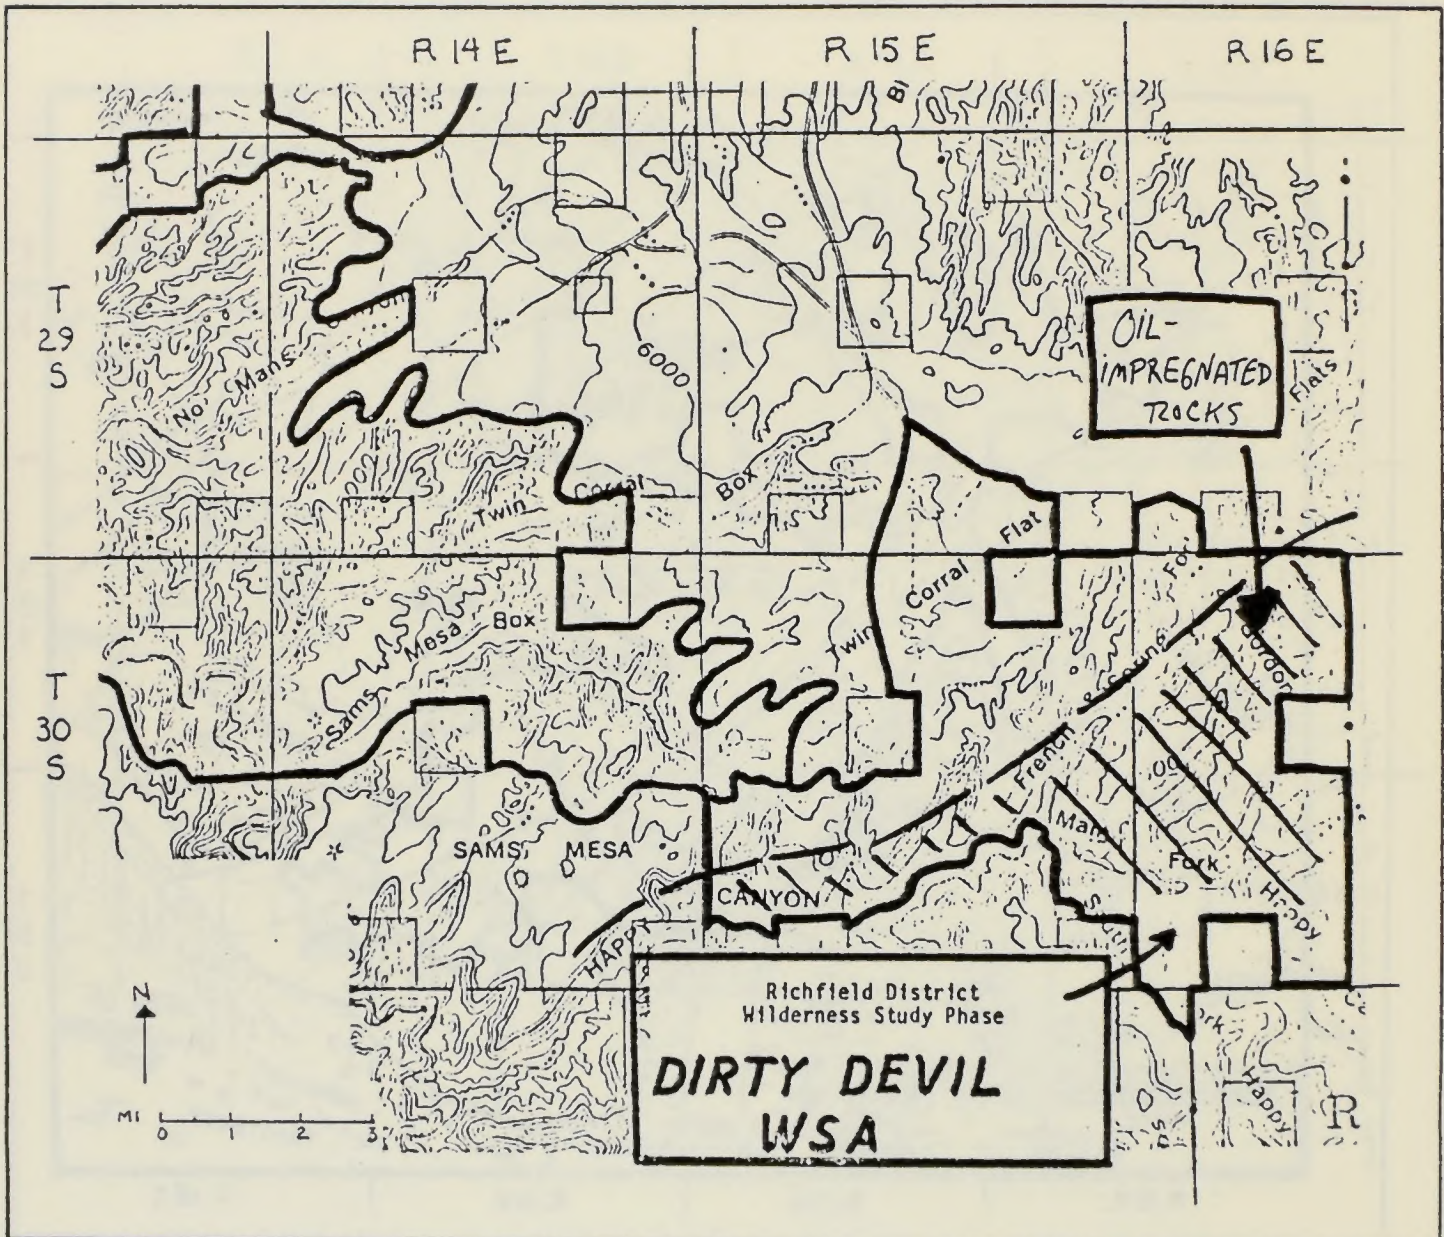 R 14 E
R 15 E
R 16 E
T
29
S
No Mans Canyon
6000
OIL-
IMPREGNATED
ROCKS
Flats
Twin Corral Box
Flat
Corral
Twin
Sams Mesa Box
Gordon
T
30
S
French
Springs
SAMS MESA
Main
Fork
Happy
HAPPY
CANYON
N
MI
0 1 2 3
Richfield District
Wilderness Study Phase
DIRTY DEVIL
WSA
Happy
R